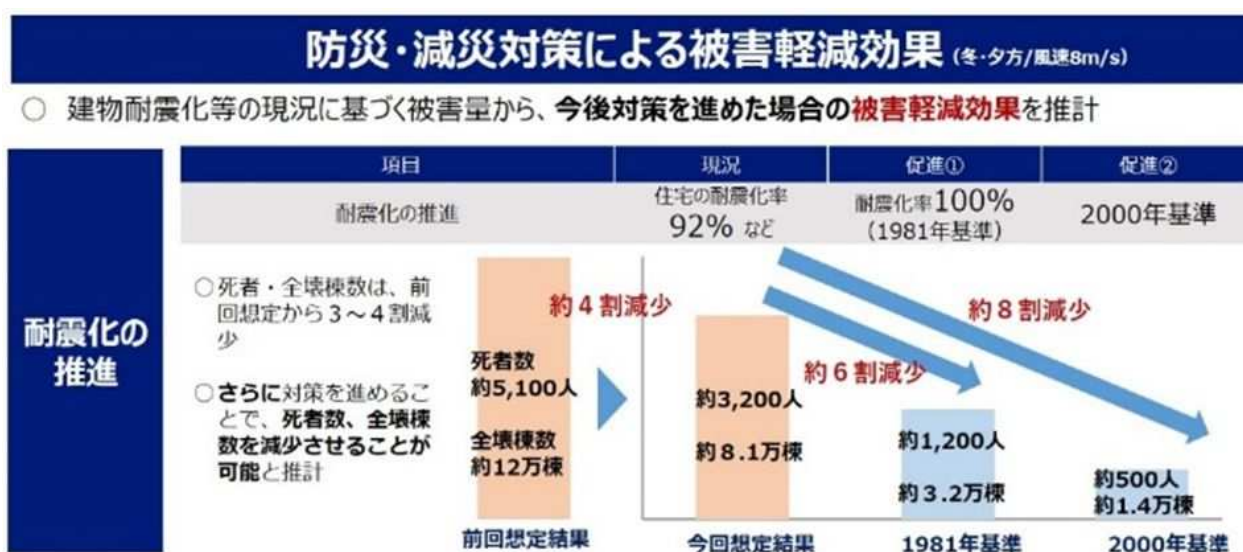 防災・減災対策による被害軽減効果 (冬・夕方/風速8m/s)
○ 建物耐震化等の現況に基づく被害量から、今後対策を進めた場合の被害軽減効果を推計
項目 現況 促進① 促進②
耐震化の推進
住宅の耐震化率
92% など
耐震化率100%
(1981年基準)
2000年基準
耐震化の
推進
○死者・全壊棟数は、前
回想定から3~4割減
少
○さらに対策を進めるこ
とで、死者数、全壊棟
数を減少させることが
可能と推計
死者数
約5,100人
全壊棟数
約12万棟
前回想定結果
約4割減少
約3,200人
約8.1万棟
今回想定結果
約6割減少
約1,200人
約3.2万棟
1981年基準
約8割減少
約500人
約1.4万棟
2000年基準